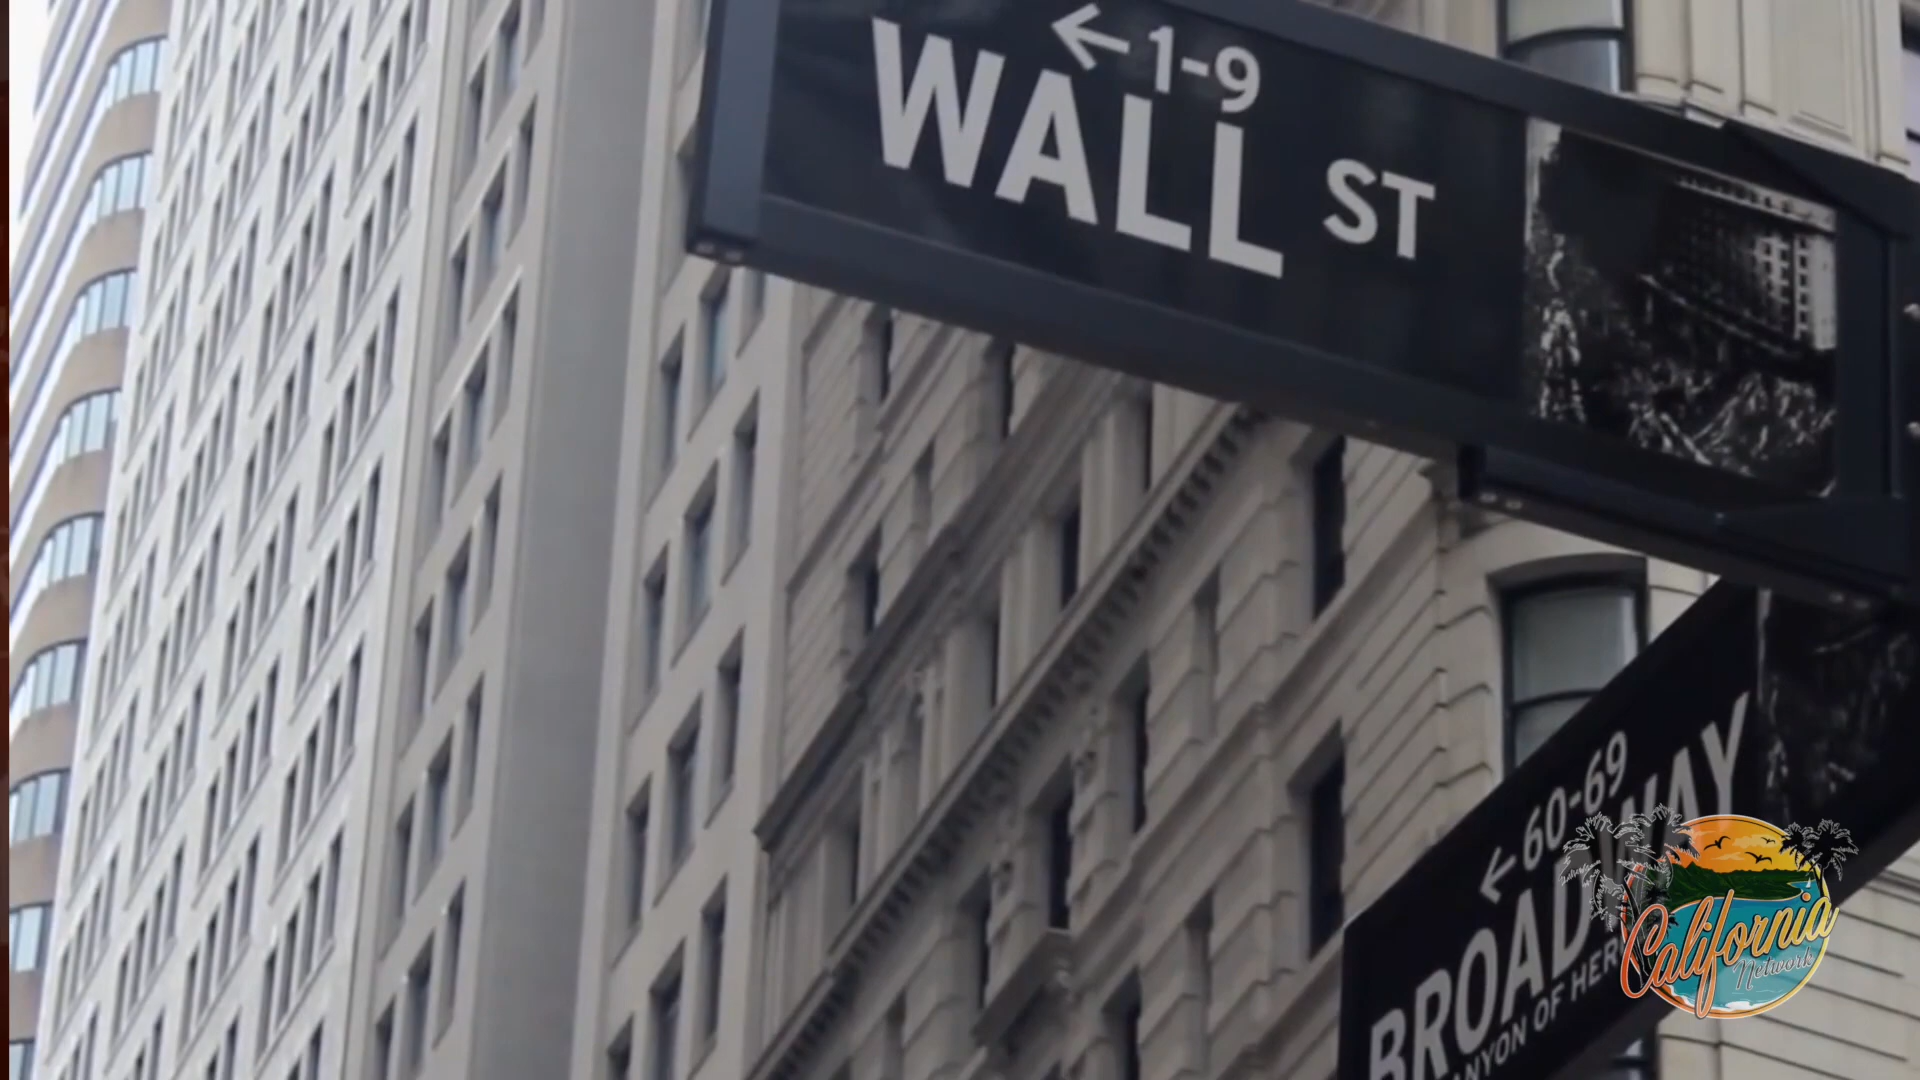 ←1-9
WALL ST
←60-69
BROADWAY
CANYON OF HER
California
Network